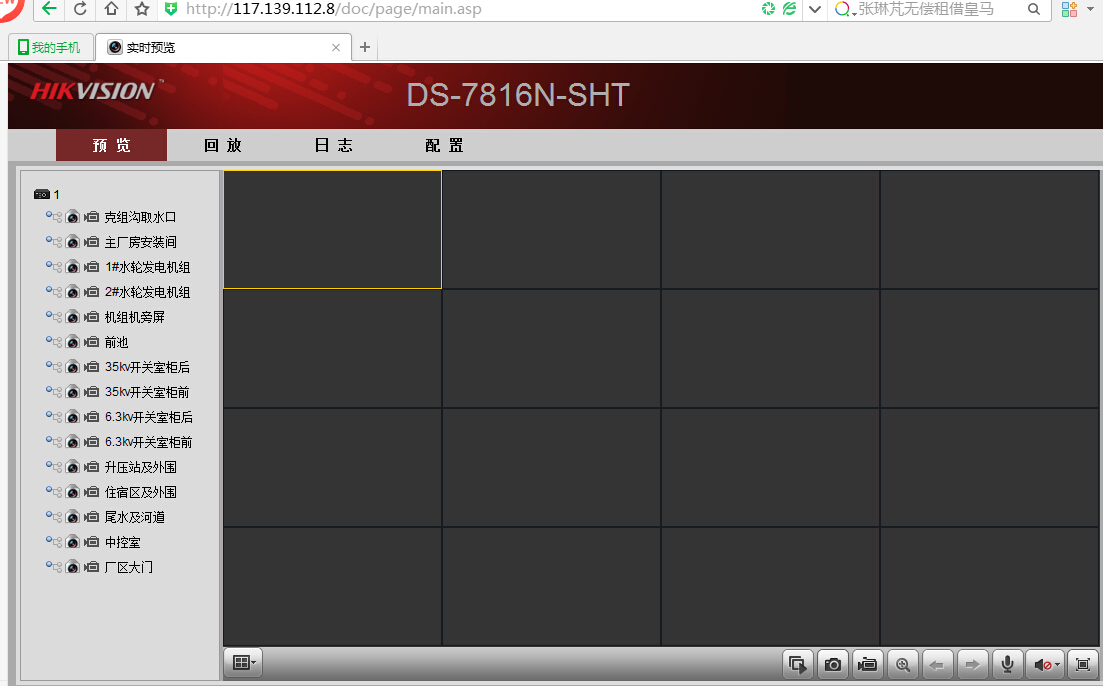 http://117.139.112.8/doc/page/main.asp
张琳芃无偿租借皇马
我的手机
实时预览
HIKVISION™
DS-7816N-SHT
预 览
回 放
日 志
配 置
1
克组沟取水口
主厂房安装间
1#水轮发电机组
2#水轮发电机组
机组机旁屏
前池
35kv开关室柜后
35kv开关室柜前
6.3kv开关室柜后
6.3kv开关室柜前
升压站及外围
住宿区及外围
尾水及河道
中控室
厂区大门